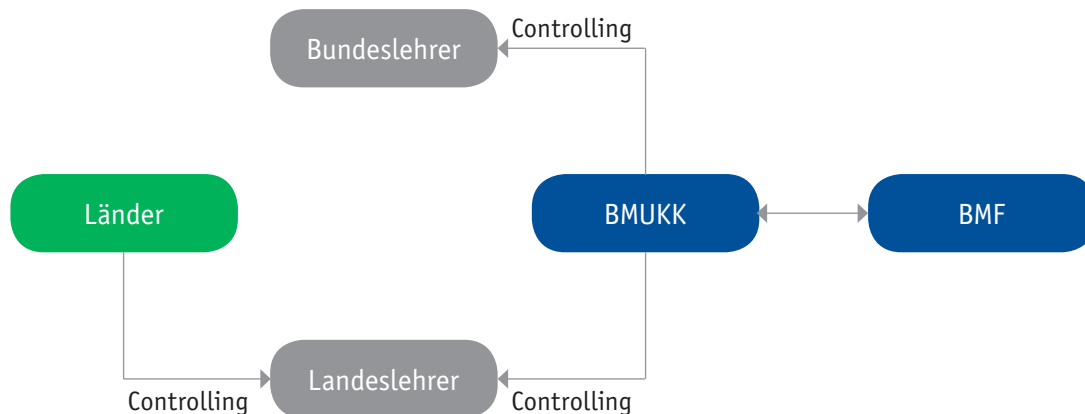 Controlling
Bundeslehrer
Länder
BMUKK
BMF
Landeslehrer
Controlling
Controlling